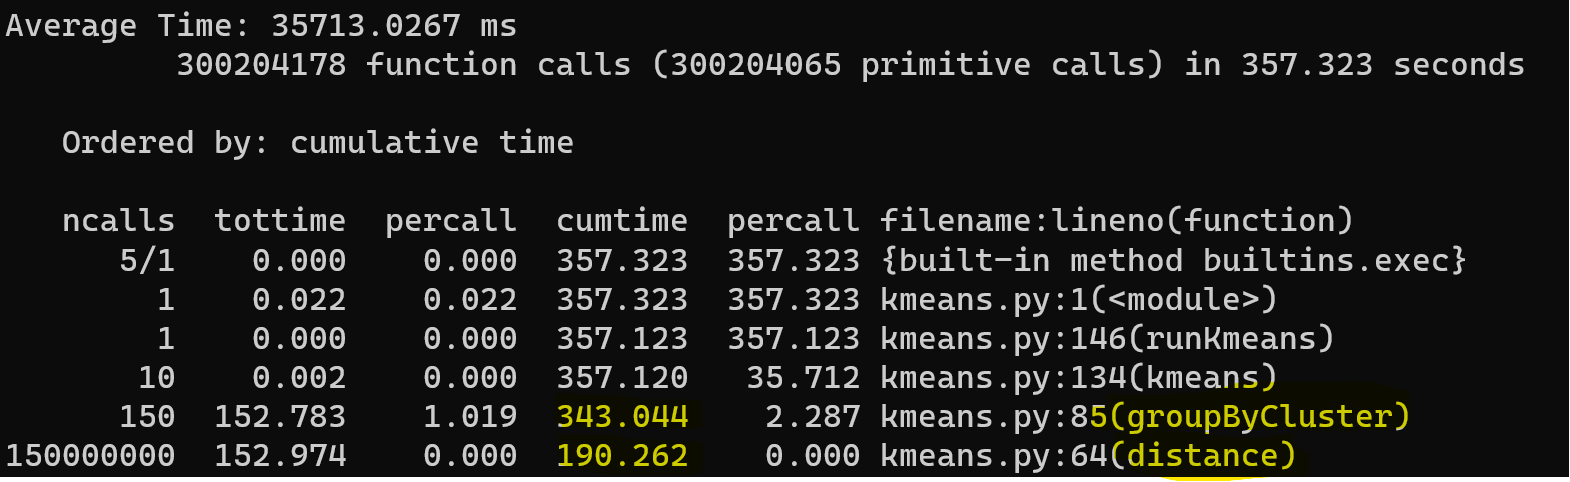 Average Time: 35713.0267 ms
300204178 function calls (300204065 primitive calls) in 357.323 seconds
Ordered by: cumulative time
ncalls tottime percall cumtime percall filename:lineno(function)
5/1 0.000 0.000 357.323 357.323 {built-in method builtins.exec}
1 0.022 0.022 357.323 357.323 kmeans.py:1(<module>)
1 0.000 0.000 357.123 357.123 kmeans.py:146(runKmeans)
10 0.002 0.000 357.120 35.712 kmeans.py:134(kmeans)
150 152.783 1.019 343.044 2.287 kmeans.py:85(groupByCluster)
150000000 152.974 0.000 190.262 0.000 kmeans.py:64(distance)